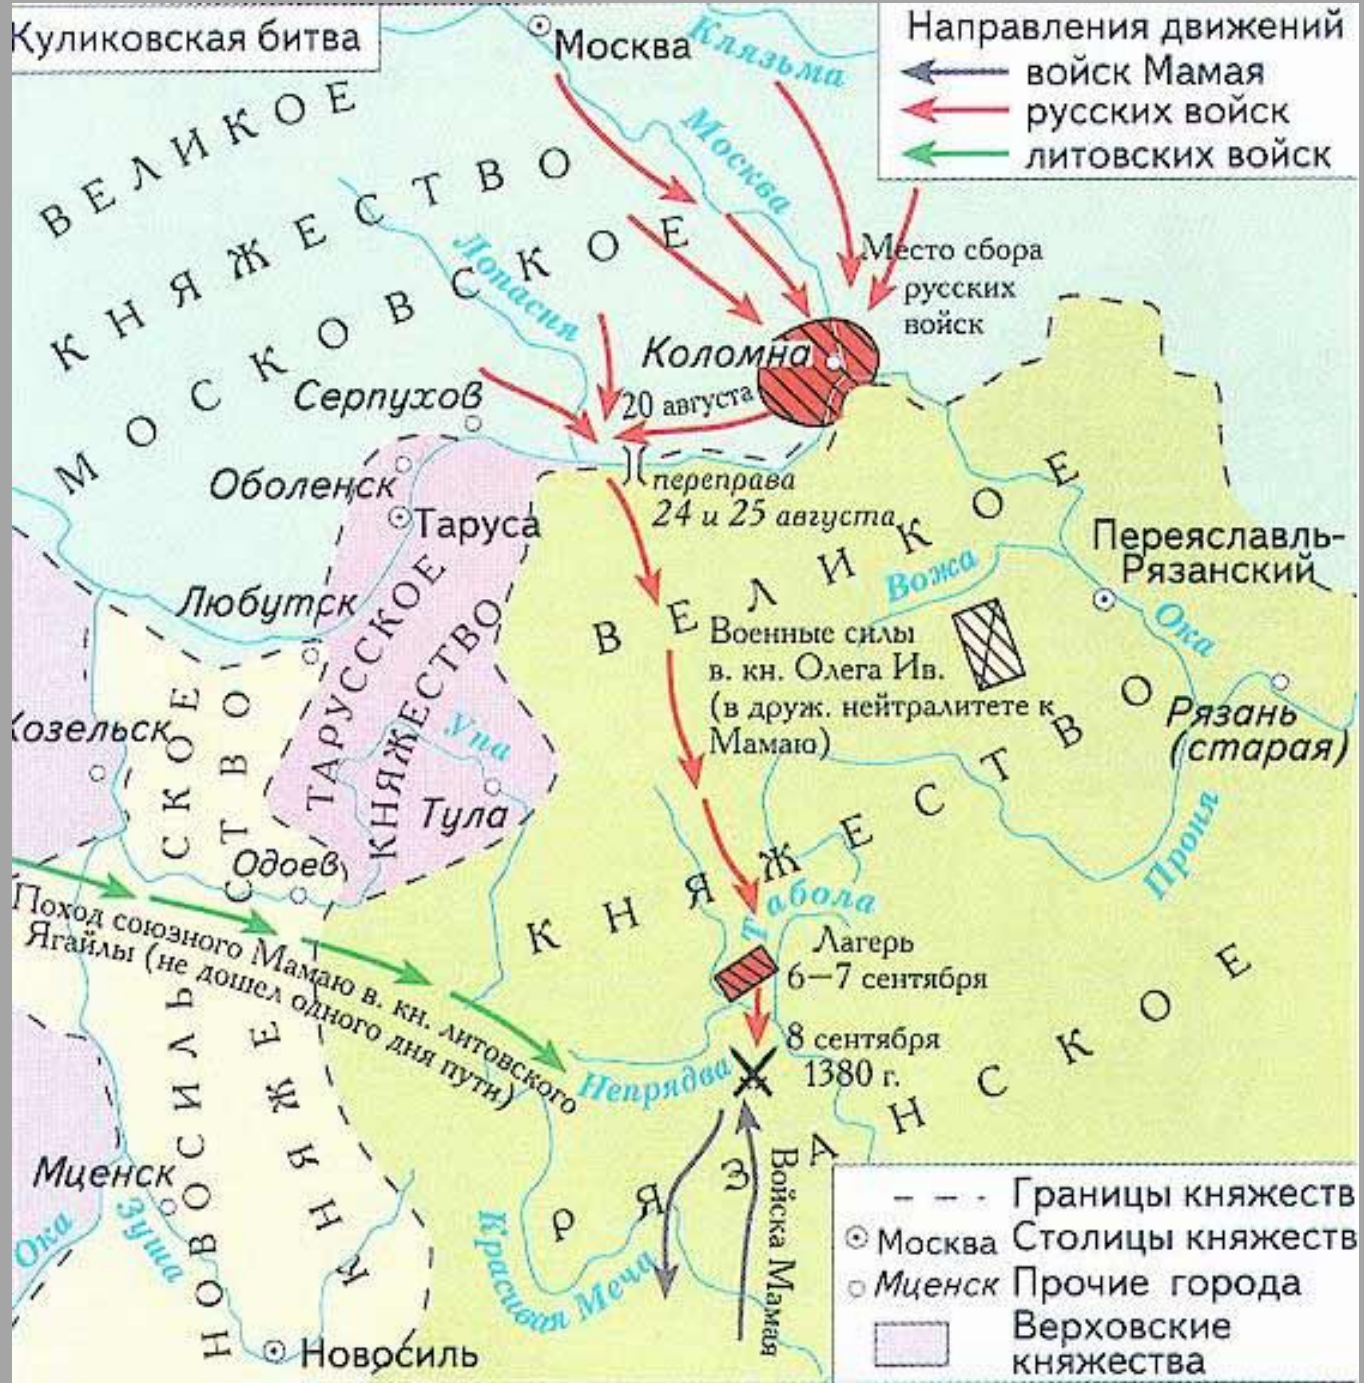 Куликовская битва
Направления движений
войск Мамая
русских войск
литовских войск
Москва
Клязьма
Москва
ВЕЛИКОЕ
КНЯЖЕСТВО
МОСКОВСКОЕ
Лопасня
Место сбора
русских
войск
Коломна
20 августа
Серпухов
переправа
24 и 25 августа
Оболенск
Таруса
Любутск
ТАРУССКОЕ
КНЯЖЕСТВО
ВЕЛИКОЕ
КНЯЖЕСТВО
РЯЗАНСКОЕ
Вожа
Переяславль-
Рязанский
Ока
Военные силы
в. кн. Олега Ив.
(в друж. нейтралитете к
Мамаю)
Рязань
(старая)
Проня
Козельск
Упа
Тула
Одоев
НОВОСИЛЬСКОЕ
КНЯЖЕСТВО
Поход союзного Мамаю в. кн. литовского
Ягайлы (не дошел одного дня пути)
Табола
Лагерь
6–7 сентября
8 сентября
1380 г.
Непрядва
Войска Мамая
Красивая Меча
Мценск
Зуша
Ока
Новосиль
Границы княжеств
Москва Столицы княжеств
Мценск Прочие города
Верховские
княжества